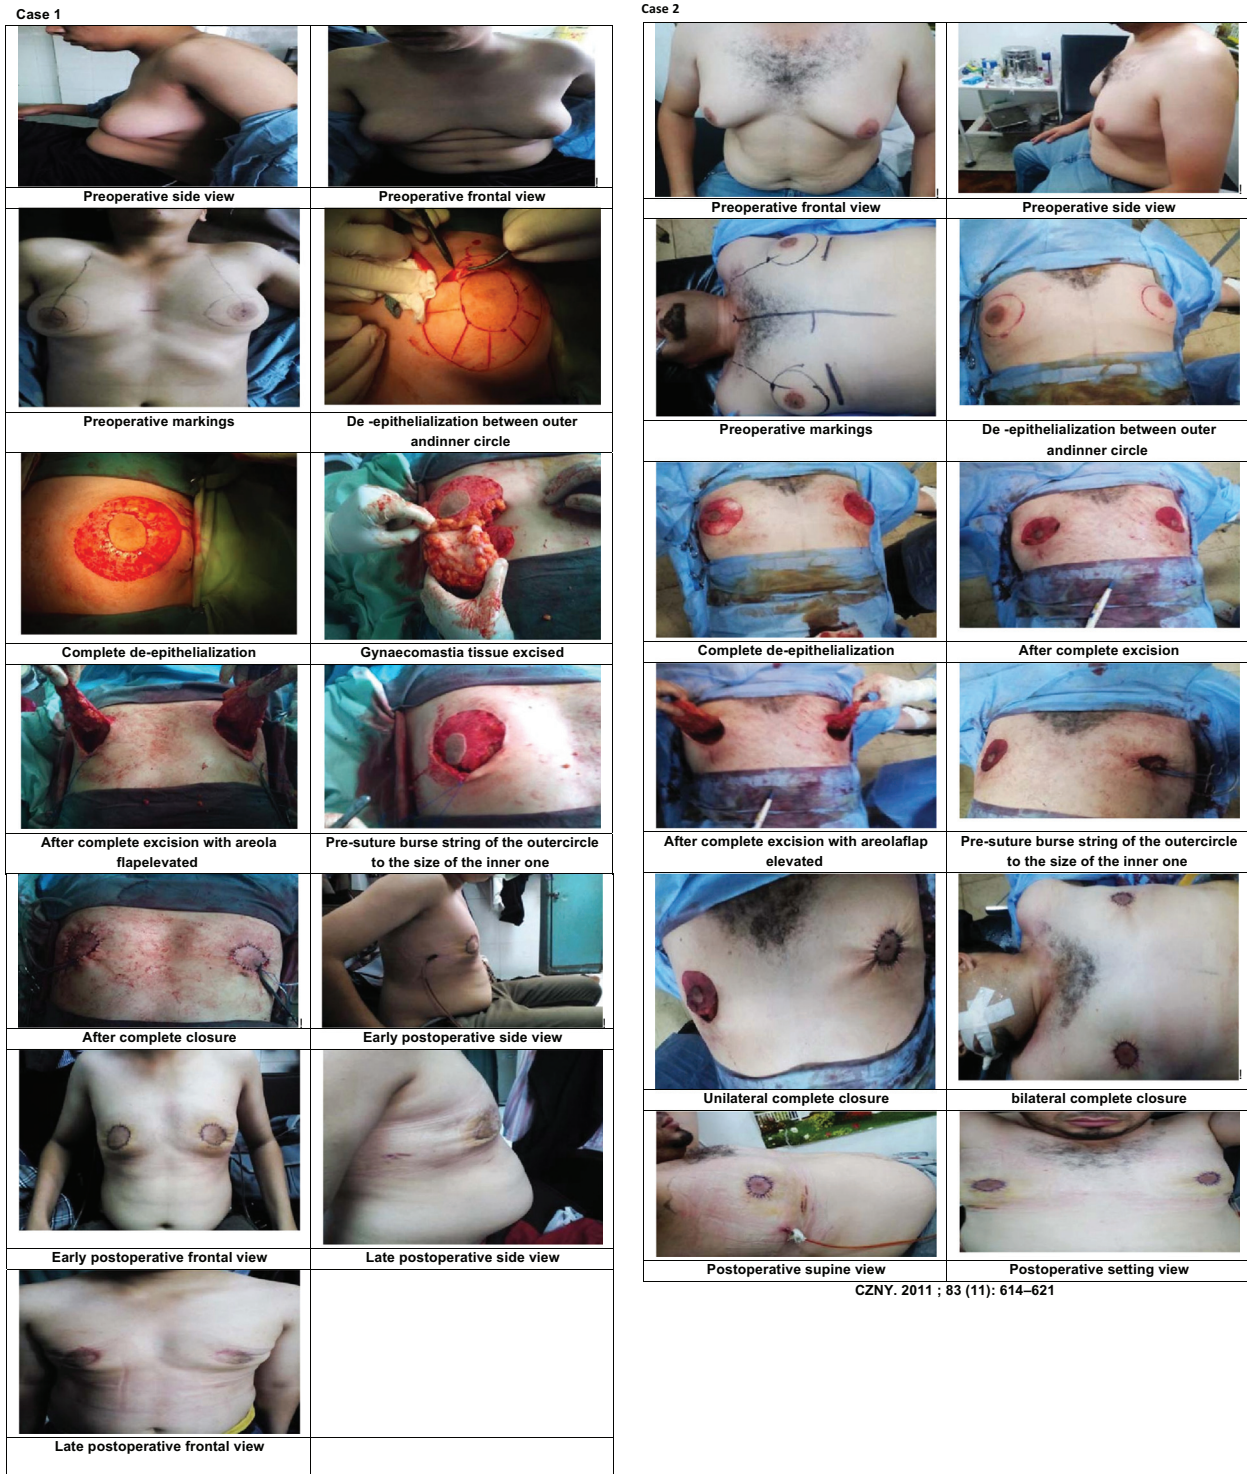 Case 1
Preoperative side view
Preoperative frontal view
Preoperative markings
De -epithelialization between outer
andinner circle
Complete de-epithelialization
Gynaecomastia tissue excised
After complete excision with areola
flapelevated
Pre-suture burse string of the outercircle
to the size of the inner one
After complete closure
Early postoperative side view
Early postoperative frontal view
Late postoperative side view
Late postoperative frontal view
Case 2
Preoperative frontal view
Preoperative side view
Preoperative markings
De -epithelialization between outer
andinner circle
Complete de-epithelialization
After complete excision
After complete excision with areolaflap
elevated
Pre-suture burse string of the outercircle
to the size of the inner one
Unilateral complete closure
bilateral complete closure
Postoperative supine view
Postoperative setting view
CZNY. 2011 ; 83 (11): 614–621